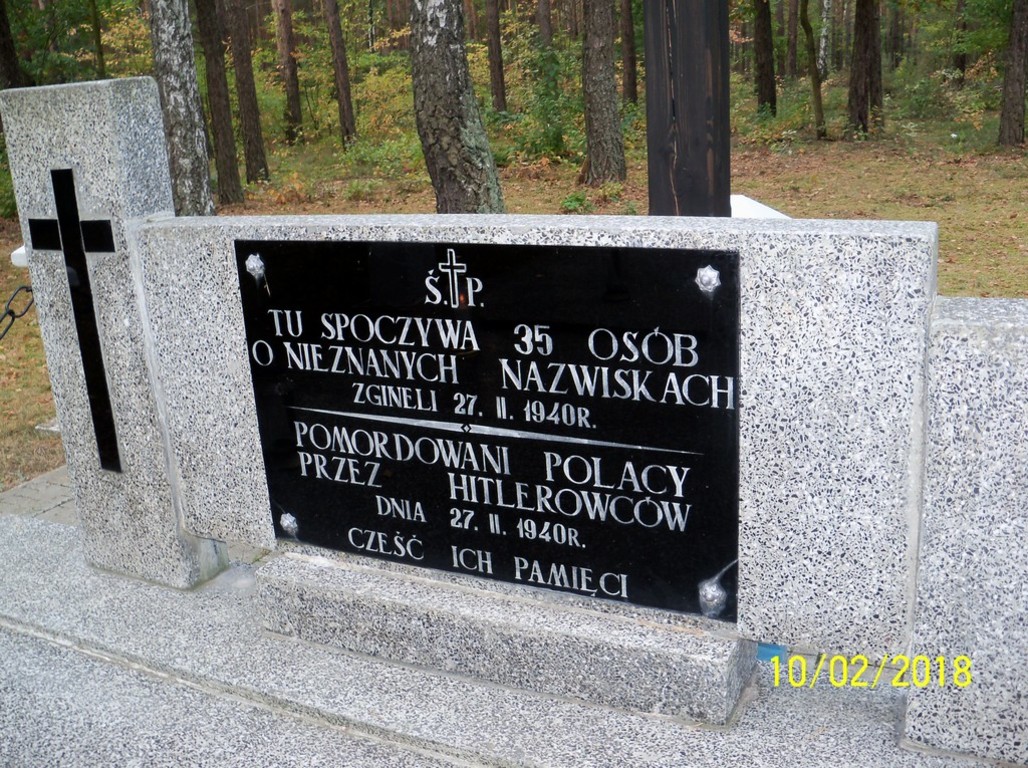 Ś.P.
TU SPOCZYWA 35 OSÓB
O NIEZNANYCH NAZWISKACH
ZGINELI 27. II. 1940R.
POMORDOWANI POLACY
PRZEZ HITLEROWCÓW
DNIA 27. II. 1940R.
CZEŚĆ ICH PAMIĘCI
10/02/2018